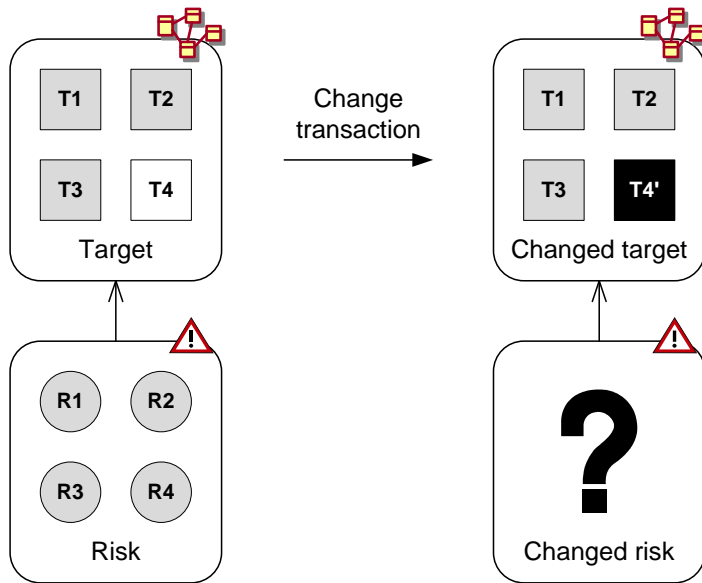 T1 T2
T3 T4
Target
Change
transaction
T1 T2
T3 T4'
Changed target
!
R1 R2
R3 R4
Risk
!
?
Changed risk